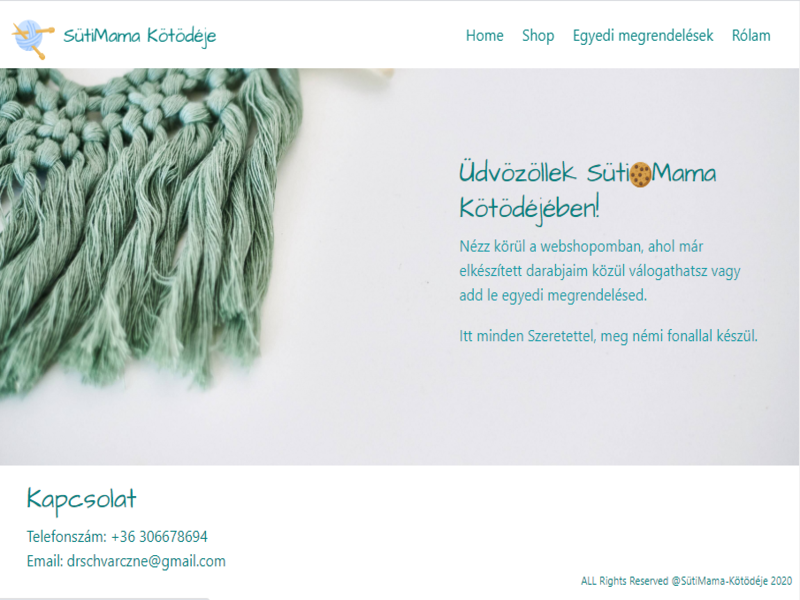 SütiMama Kötödéje
Home Shop Egyedi megrendelések Rólam
Üdvözöllek Süti🍪Mama
Kötödéjében!
Nézz körül a webshopomban, ahol már
elkészített darabjaim közül válogathatsz vagy
add le egyedi megrendelésed.
Itt minden Szeretettel, meg némi fonallal készül.
Kapcsolat
Telefonszám: +36 306678694
Email: drschvarczne@gmail.com
ALL Rights Reserved @SütiMama-Kötödéje 2020